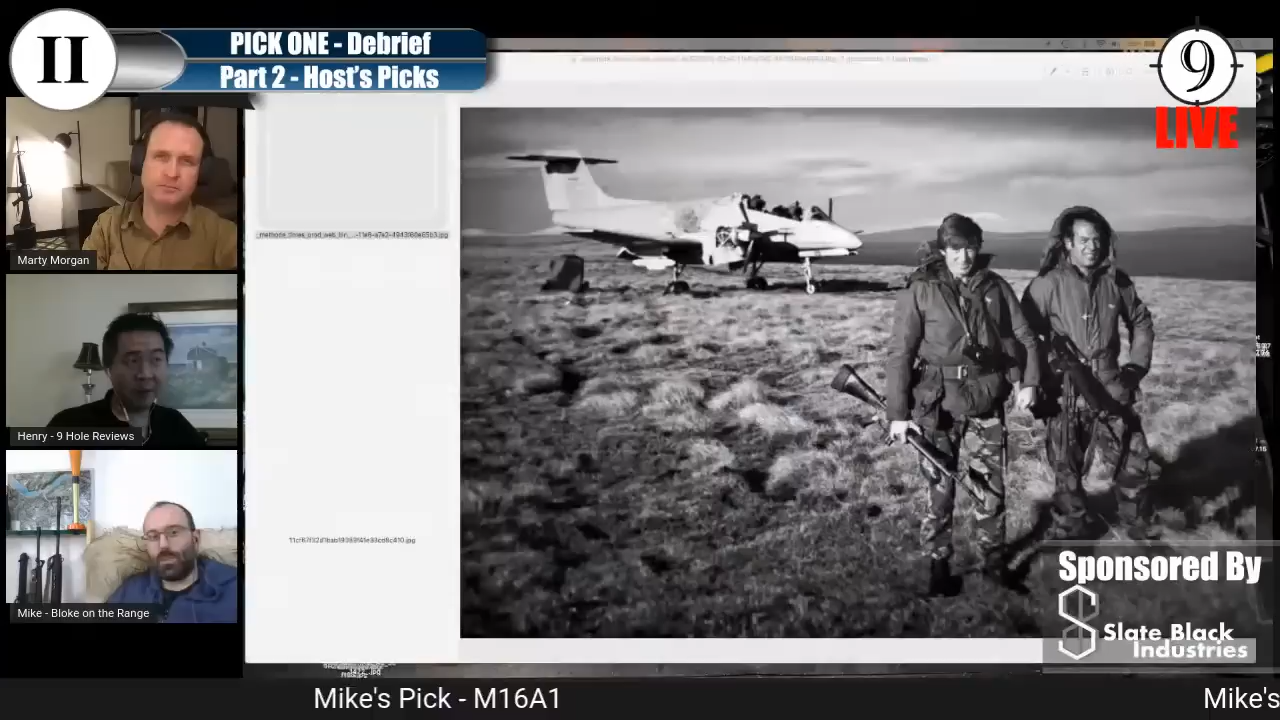 II
PICK ONE - Debrief
Part 2 - Host's Picks
9
LIVE
Marty Morgan
Henry - 9 Hole Reviews
Mike - Bloke on the Range
Sponsored By
Slate Black
Industries
Mike's Pick - M16A1
Mike's